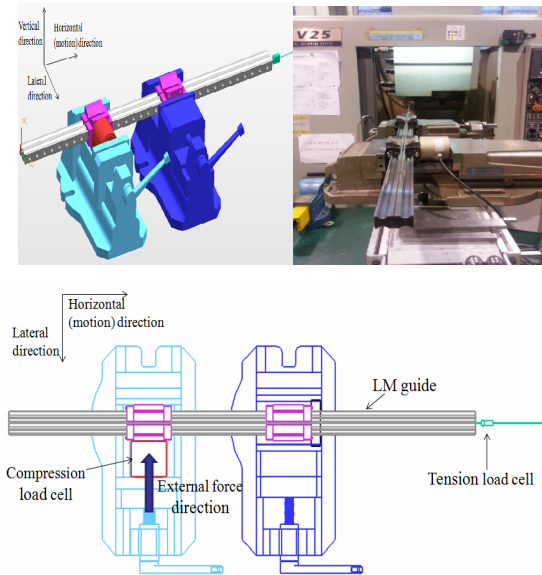 Vertical
direction
Horizontal
(motion)direction
Lateral
direction
V25
Horizontal
(motion) direction
Lateral
direction
LM guide
Compression
load cell
External force
direction
Tension load cell